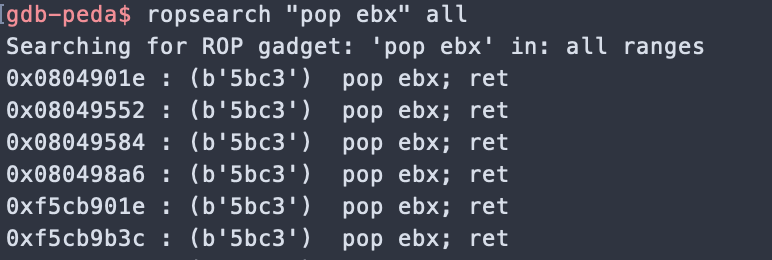 [gdb-peda$ ropsearch "pop ebx" all
Searching for ROP gadget: 'pop ebx' in: all ranges
0x0804901e : (b'5bc3')  pop ebx; ret
0x08049552 : (b'5bc3')  pop ebx; ret
0x08049584 : (b'5bc3')  pop ebx; ret
0x080498a6 : (b'5bc3')  pop ebx; ret
0xf5cb901e : (b'5bc3')  pop ebx; ret
0xf5cb9b3c : (b'5bc3')  pop ebx; ret